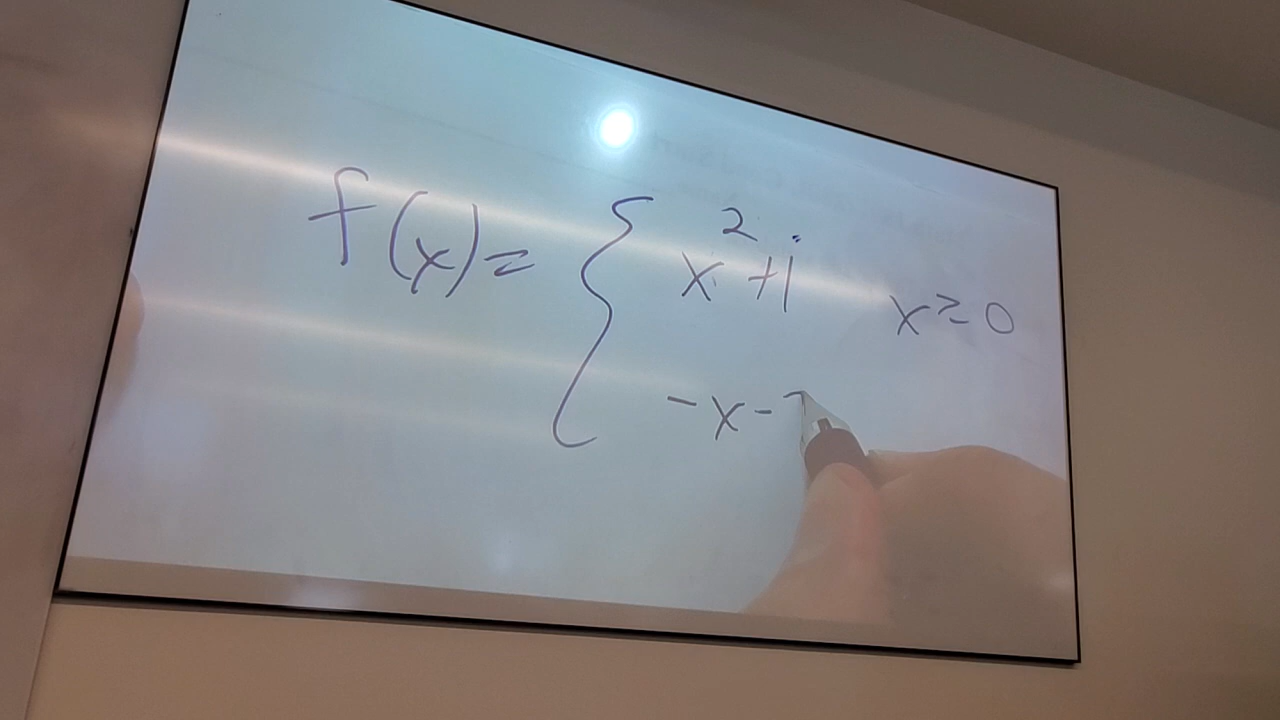 f(x) = { x² + 1 x ≥ 0
-x -